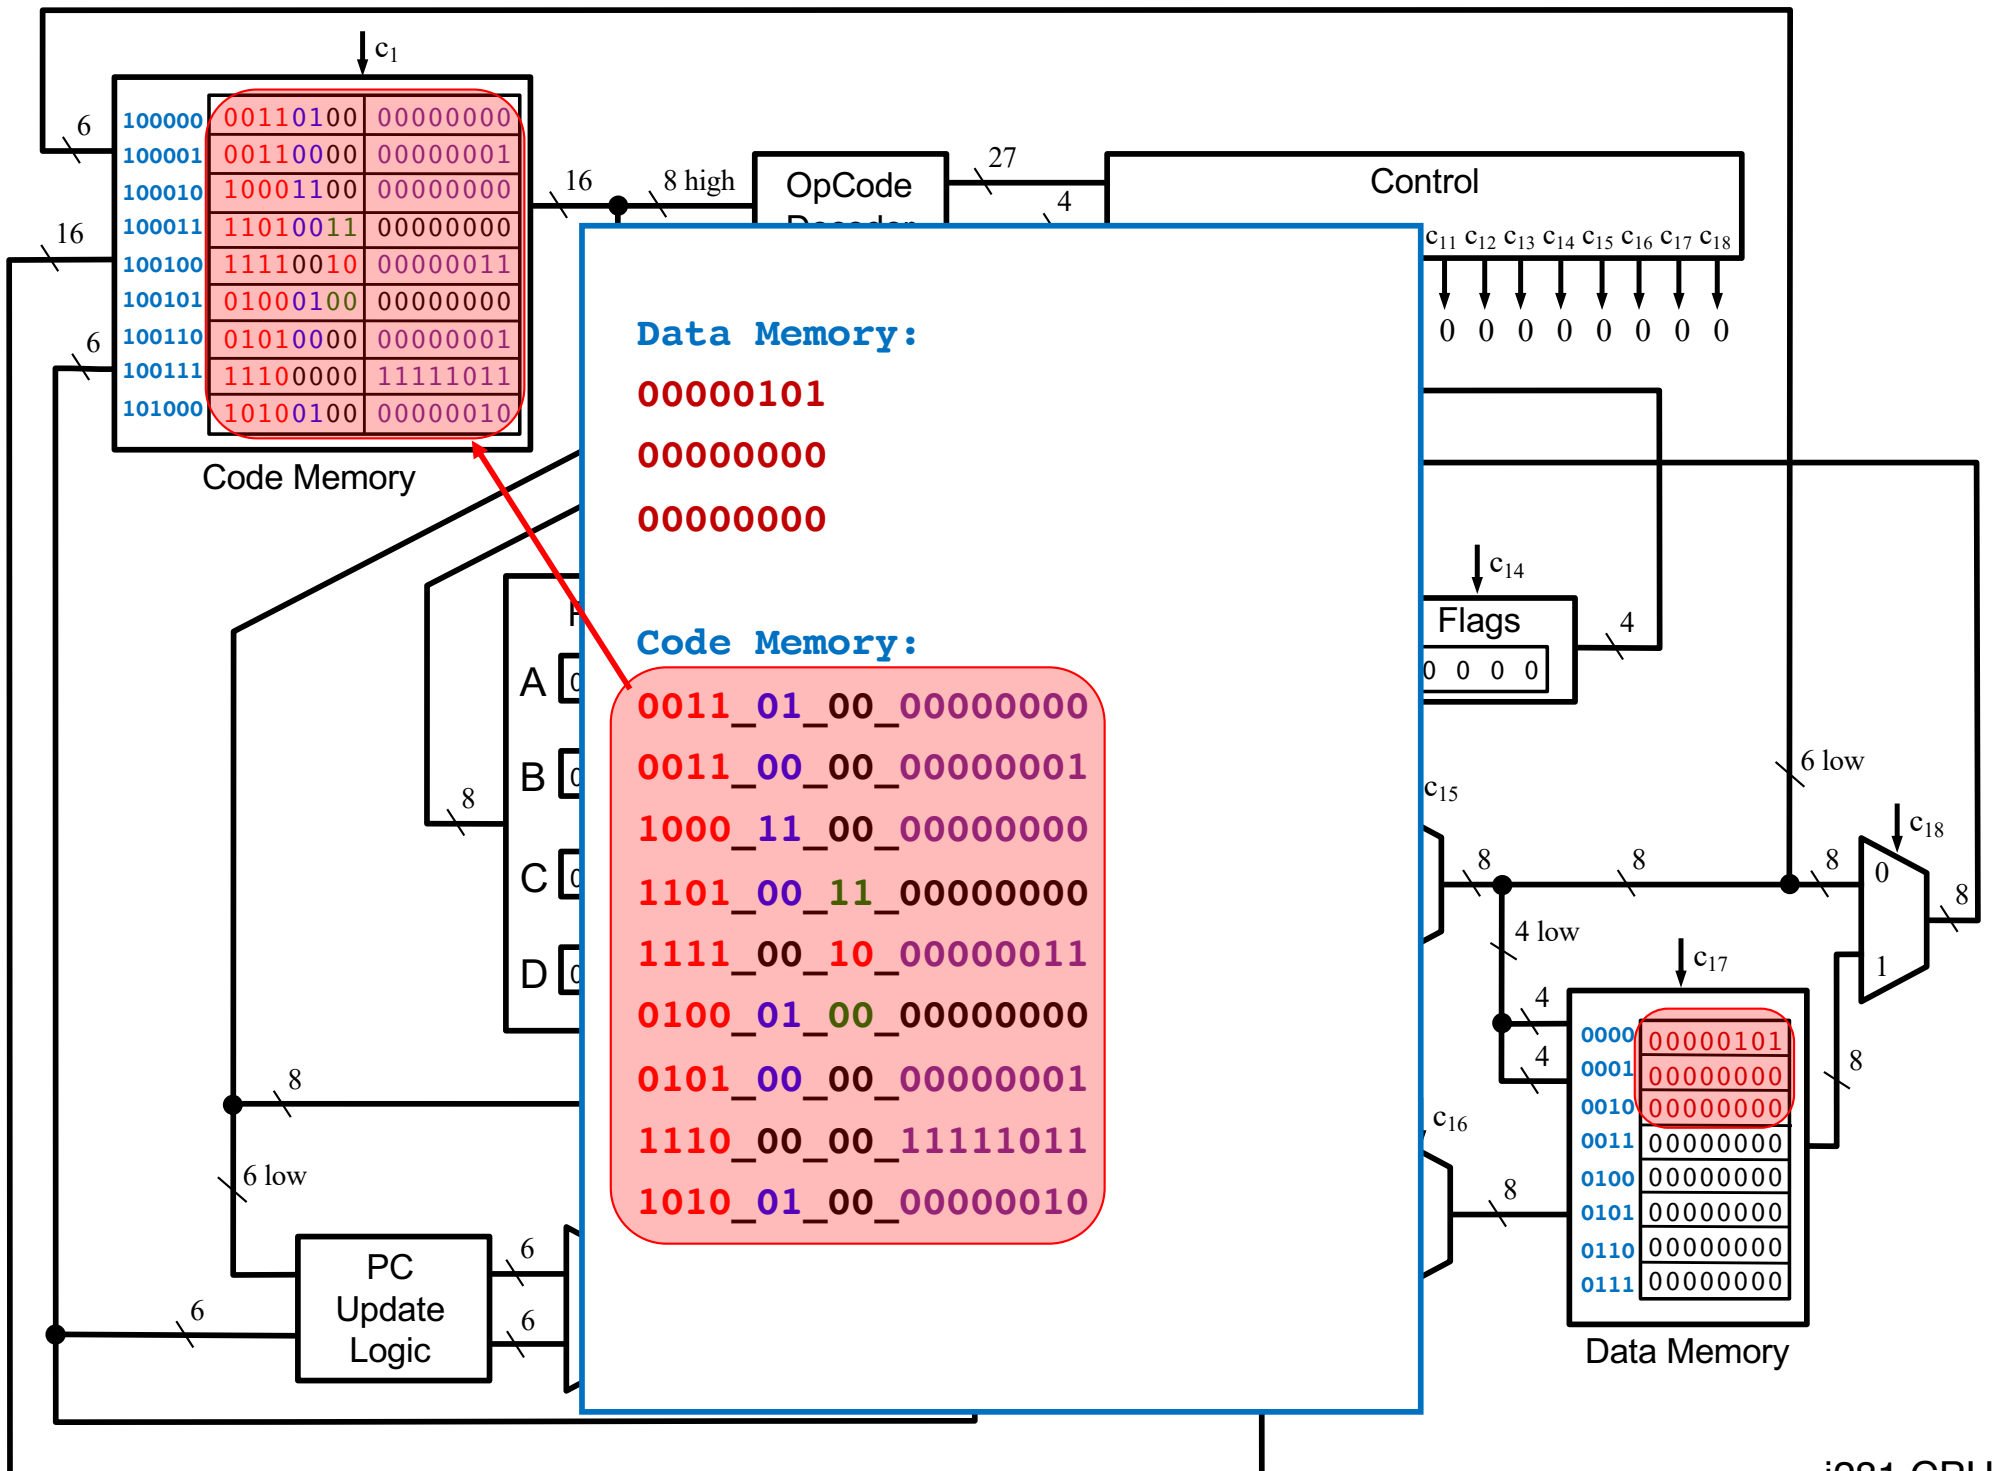 c1
6
100000 00110100 00000000
100001 00110000 00000001
100010 10001100 00000000
100011 11010011 00000000
100100 11110010 00000011
100101 01000100 00000000
100110 01010000 00000001
100111 11100000 11111011
101000 10100100 00000010
16
6
Code Memory
16
8 high
OpCode
27
4
Control
c11 c12 c13 c14 c15 c16 c17 c18
0 0 0 0 0 0 0 0
Data Memory:
00000101
00000000
00000000
Code Memory:
0011_01_00_00000000
0011_00_00_00000001
1000_11_00_00000000
1101_00_11_00000000
1111_00_10_00000011
0100_01_00_00000000
0101_00_00_00000001
1110_00_00_11111011
1010_01_00_00000010
A
B
C
D
8
8
6 low
PC
Update
Logic
6
6
6
c14
Flags
0 0 0 0
4
6 low
c15
8
8
8
c18
0
1
8
4 low
c17
4
4
0000 00000101
0001 00000000
0010 00000000
0011 00000000
0100 00000000
0101 00000000
0110 00000000
0111 00000000
8
c16
8
Data Memory